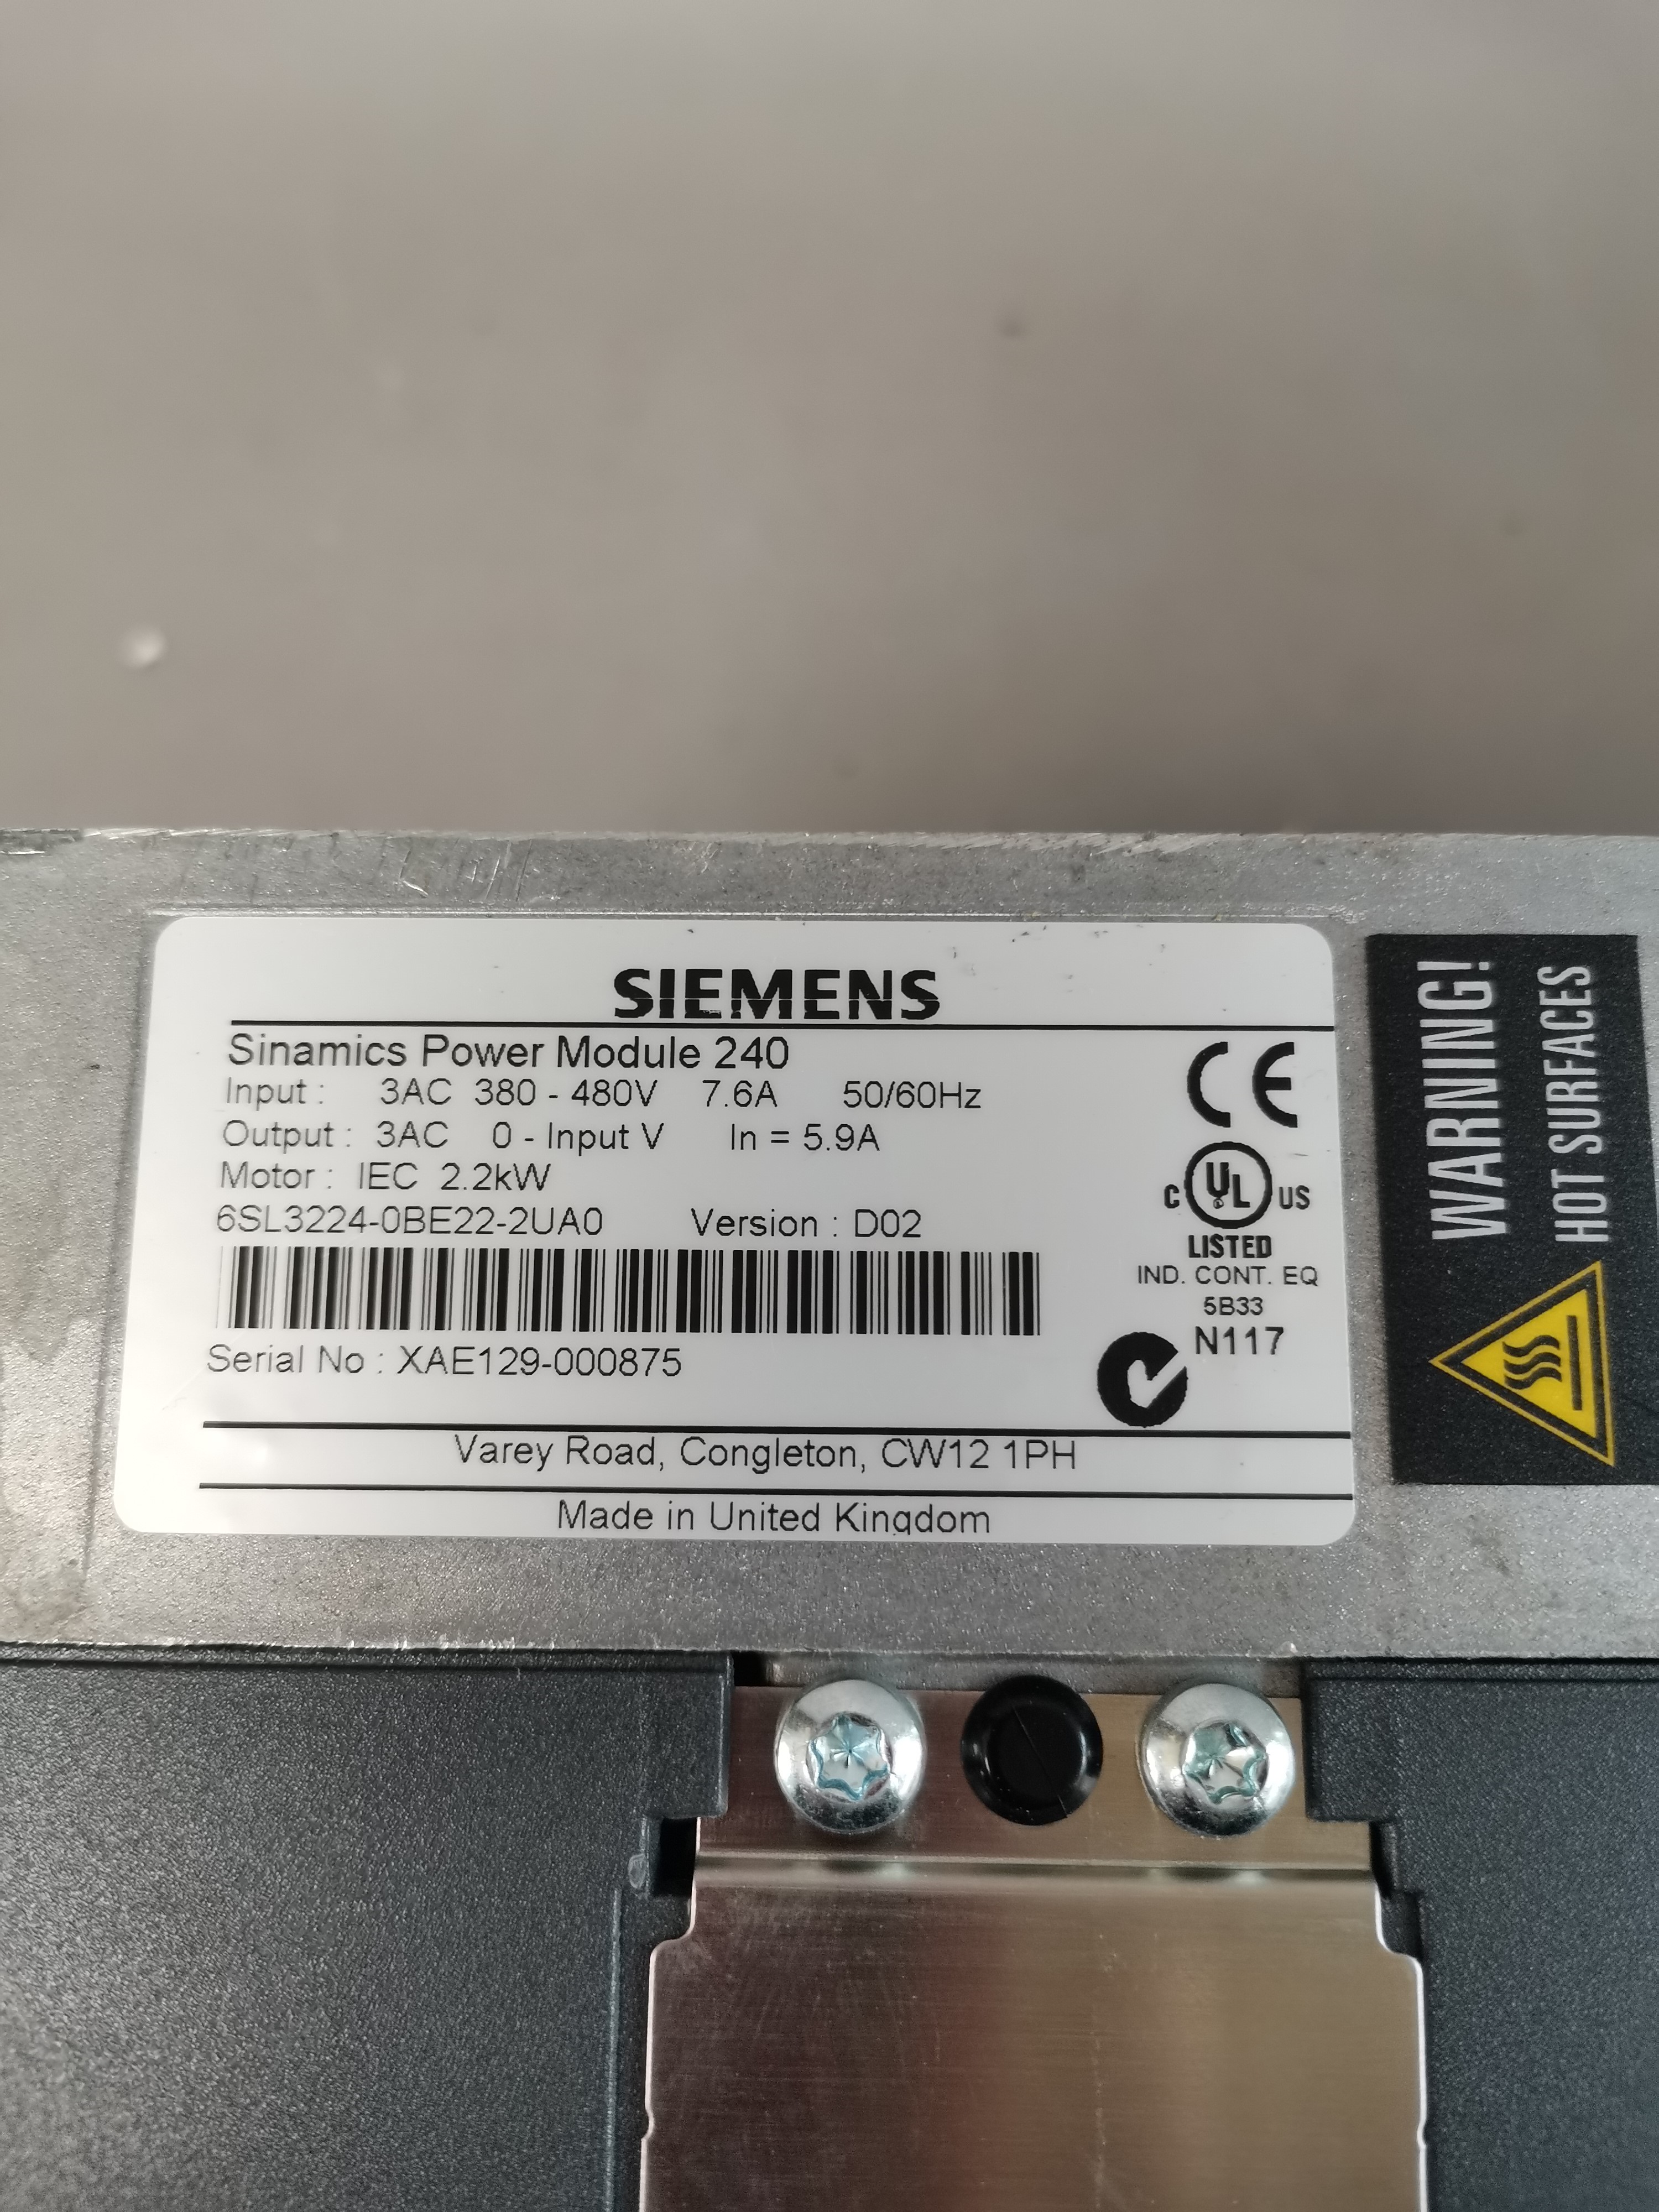 SIEMENS
Sinamics Power Module 240
Input : 3AC 380 - 480V 7.6A 50/60Hz
Output : 3AC 0 - Input V In = 5.9A
Motor : IEC 2.2kW
6SL3224-0BE22-2UA0 Version : D02
Serial No : XAE129-000875
CE
C UL US
LISTED
IND. CONT. EQ
5B33
N117
Varey Road, Congleton, CW12 1PH
Made in United Kingdom
WARNING!
HOT SURFACES